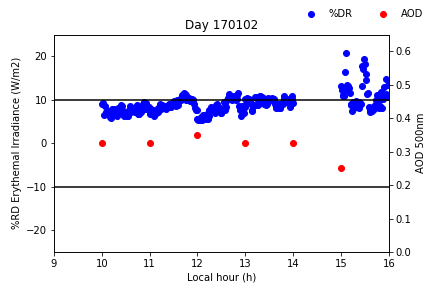 %DR AOD
Day 170102
%RD Erythermal Irradiance (W/m2)
20
10
0
−10
−20
0.6
0.5
0.4
0.3
0.2
0.1
0.0
AOD 500nm
9 10 11 12 13 14 15 16
Local hour (h)